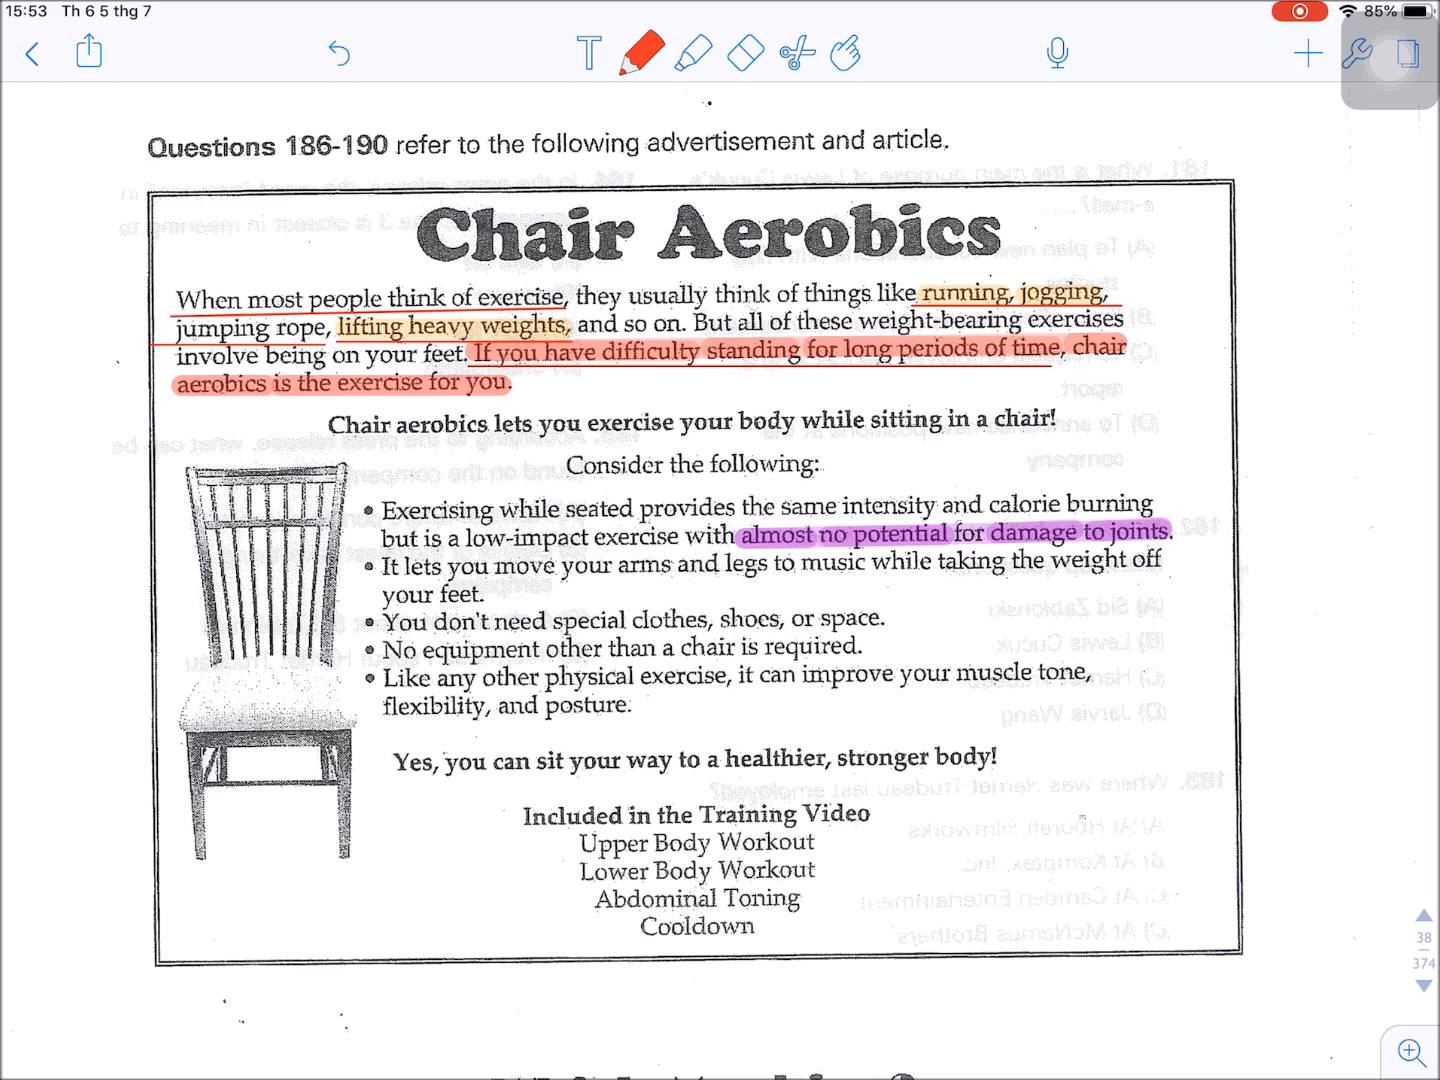 15:53 Th 6 5 thg 7
85%
T
Questions 186-190 refer to the following advertisement and article.
Chair Aerobics
When most people think of exercise, they usually think of things like running, jogging,
jumping rope, lifting heavy weights, and so on. But all of these weight-bearing exercises
involve being on your feet. If you have difficulty standing for long periods of time, chair
aerobics is the exercise for you.
Chair aerobics lets you exercise your body while sitting in a chair!
Consider the following:
• Exercising while seated provides the same intensity and calorie burning
but is a low-impact exercise with almost no potential for damage to joints.
• It lets you move your arms and legs to music while taking the weight off
your feet.
• You don't need special clothes, shoes, or space.
• No equipment other than a chair is required.
• Like any other physical exercise, it can improve your muscle tone,
flexibility, and posture.
Yes, you can sit your way to a healthier, stronger body!
Included in the Training Video
Upper Body Workout
Lower Body Workout
Abdominal Toning
Cooldown
38
374